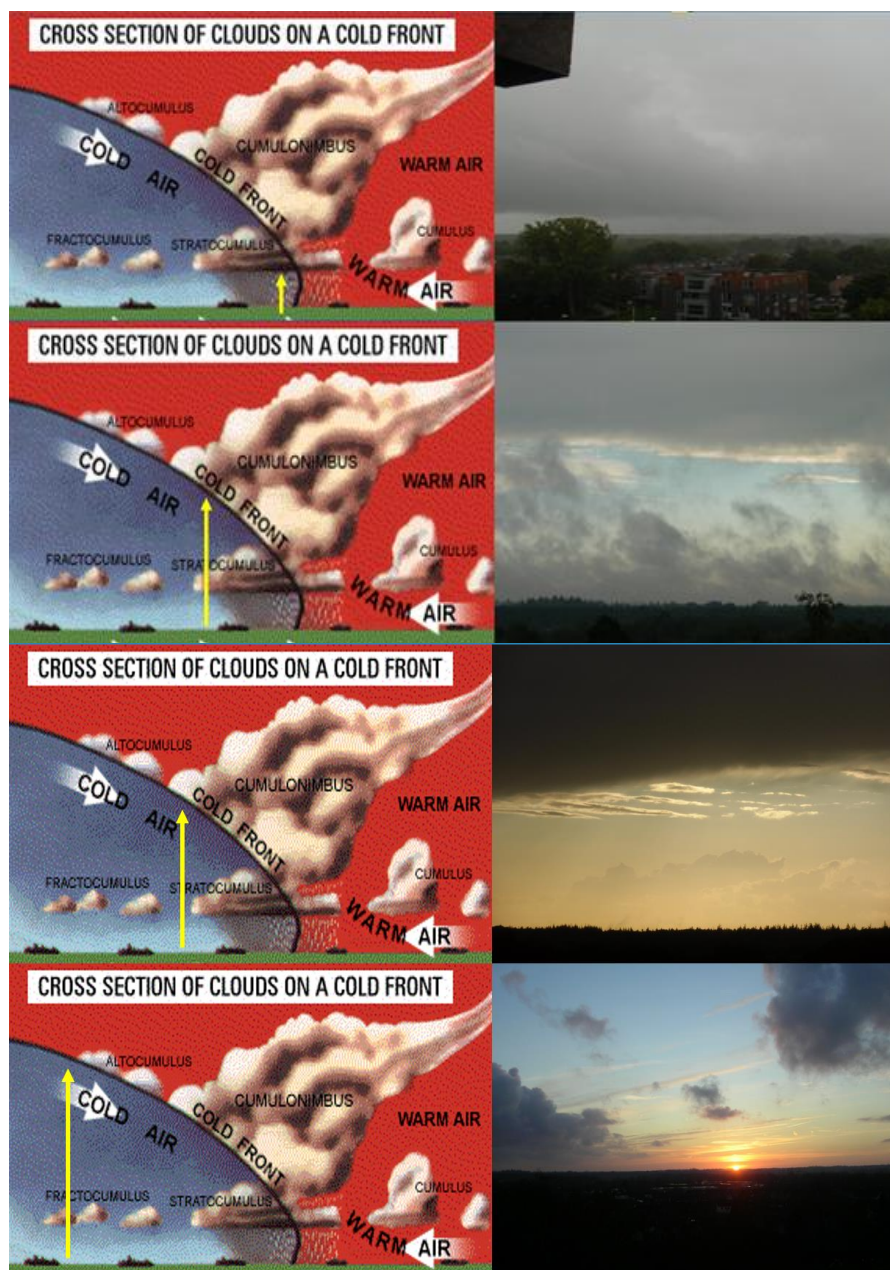 CROSS SECTION OF CLOUDS ON A COLD FRONT
ALTOCUMULUS
COLD AIR
COLD FRONT
CUMULONIMBUS
WARM AIR
FRACTOCUMULUS
STRATOCUMULUS
CUMULUS
WARM AIR
CROSS SECTION OF CLOUDS ON A COLD FRONT
ALTOCUMULUS
COLD AIR
COLD FRONT
CUMULONIMBUS
WARM AIR
FRACTOCUMULUS
STRATOCUMULUS
CUMULUS
WARM AIR
CROSS SECTION OF CLOUDS ON A COLD FRONT
ALTOCUMULUS
COLD AIR
COLD FRONT
CUMULONIMBUS
WARM AIR
FRACTOCUMULUS
STRATOCUMULUS
CUMULUS
WARM AIR
CROSS SECTION OF CLOUDS ON A COLD FRONT
ALTOCUMULUS
COLD AIR
COLD FRONT
CUMULONIMBUS
WARM AIR
FRACTOCUMULUS
STRATOCUMULUS
CUMULUS
WARM AIR